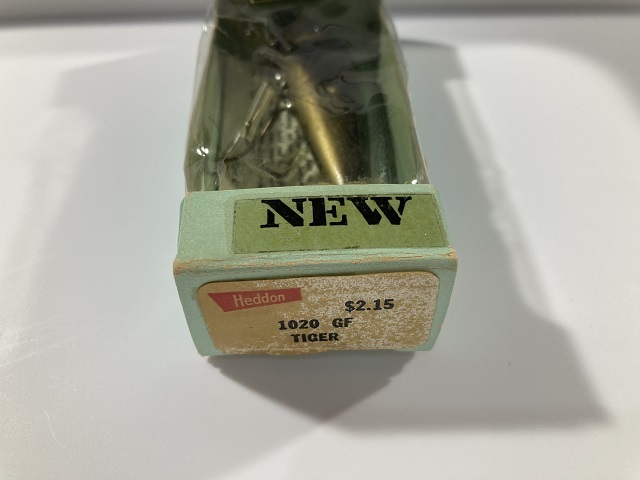 NEW
Heddon
$2.15
1020 GF
TIGER